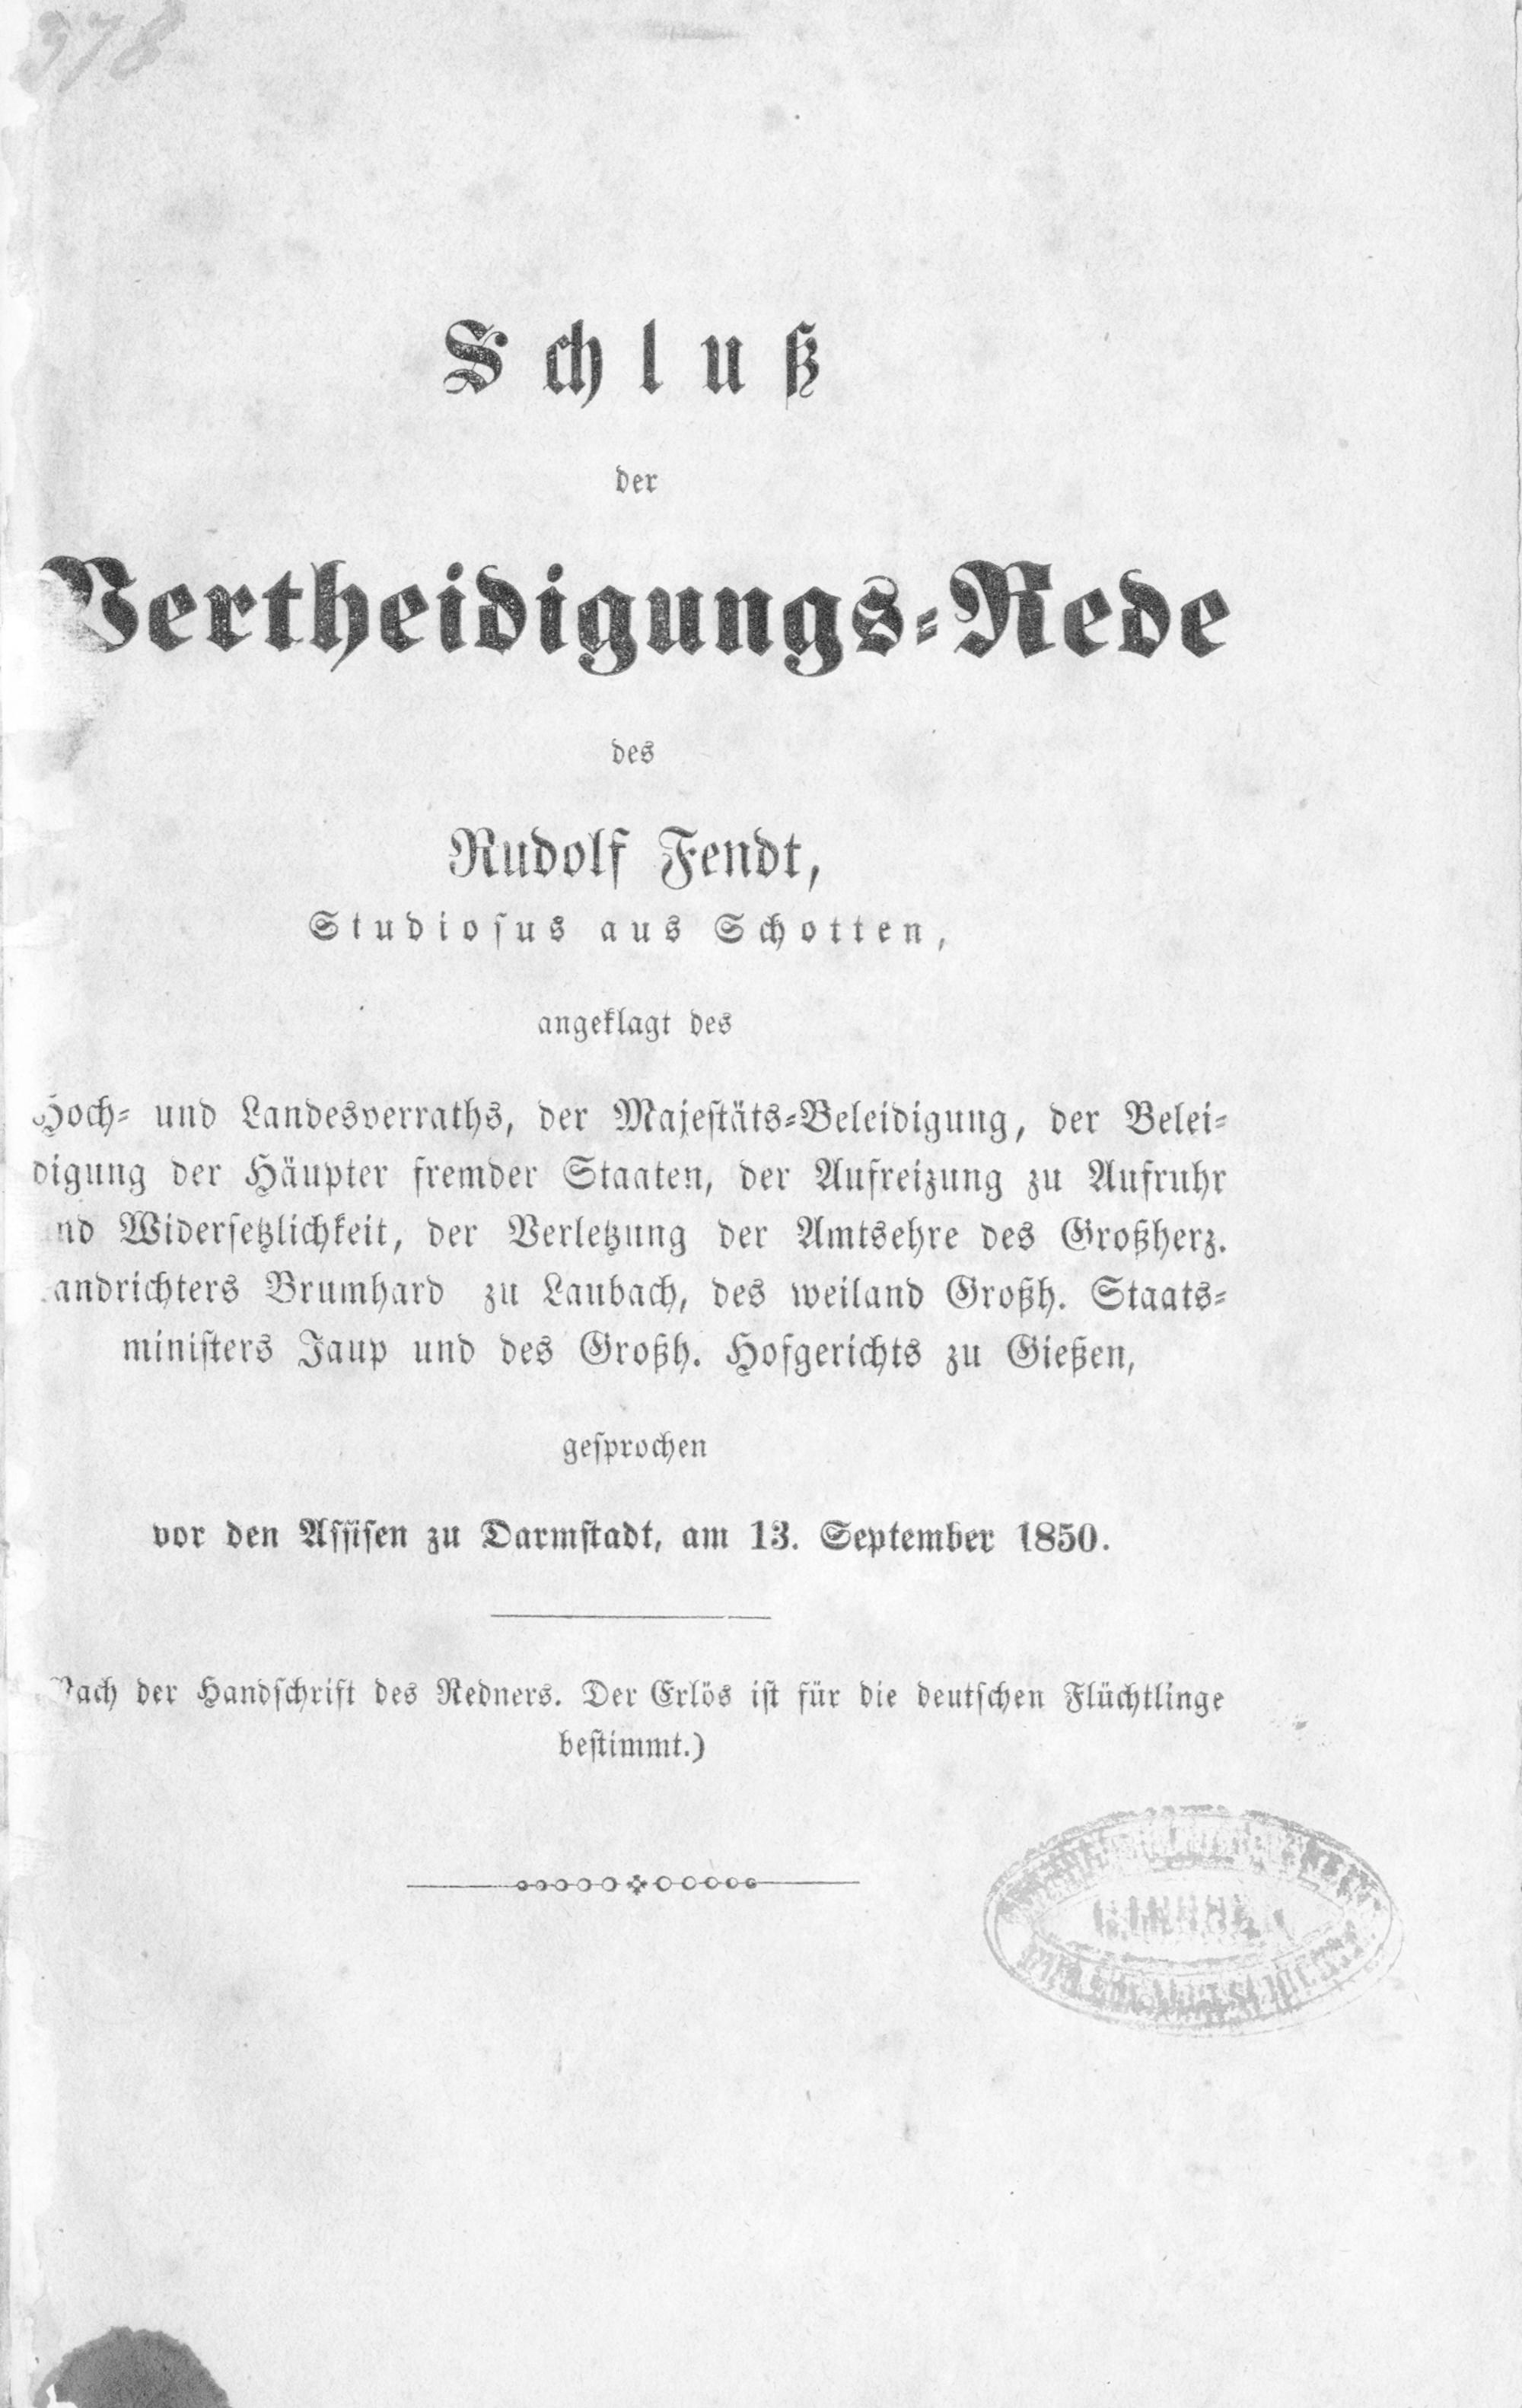 378
Schluß
der
Vertheidigungs-Rede
des
Rudolf Fendt,
Studiosus aus Schotten,
angeklagt des
Hoch- und Landesverraths, der Majestäts-Beleidigung, der Belei-
digung der Häupter fremder Staaten, der Aufreizung zu Aufruhr
nd Widersetzlichkeit, der Verletzung der Amtsehre des Großherz.
andrichters Brumhard zu Laubach, des weiland Großh. Staats-
ministers Jaup und des Großh. Hofgerichts zu Gießen,
gesprochen
vor den Assisen zu Darmstadt, am 13. September 1850.
Nach der Handschrift des Redners. Der Erlös ist für die deutschen Flüchtlinge
bestimmt.)